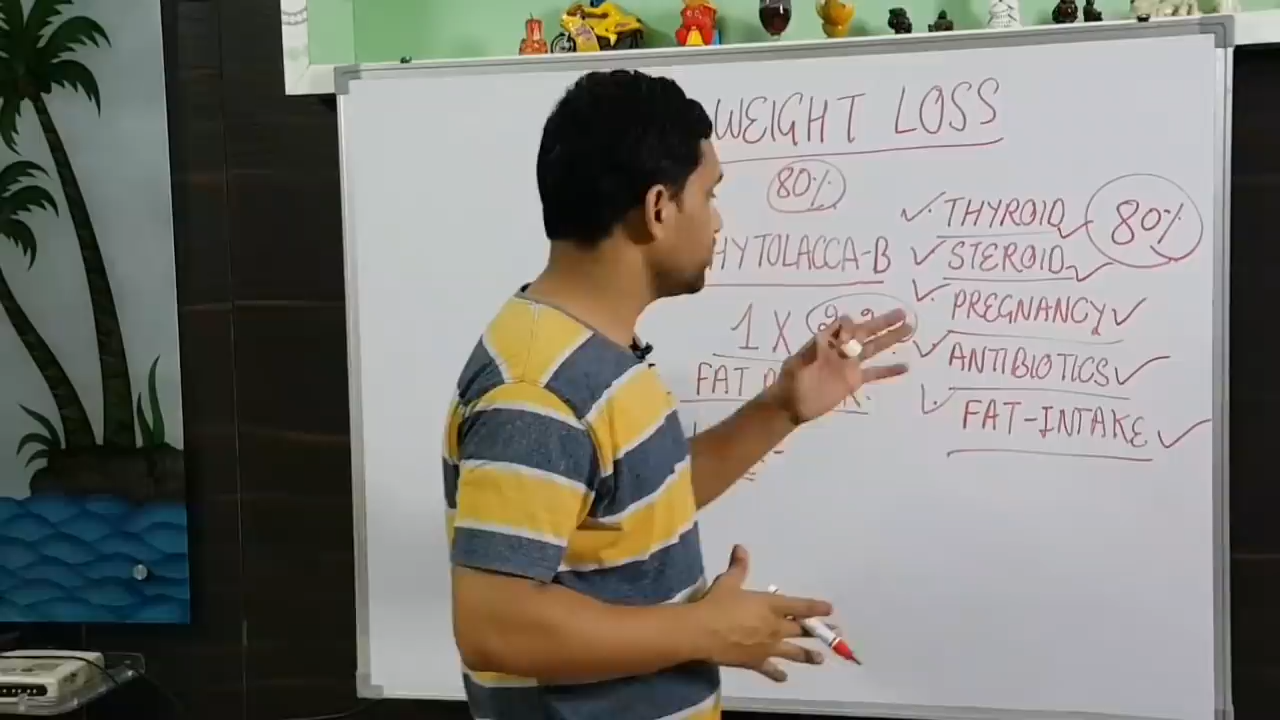 WEIGHT LOSS
80%
HYTOLACCA-B
1 X
FAT
THYROID 80%
STEROID
PREGNANCY
ANTIBIOTICS
FAT-INTAKE